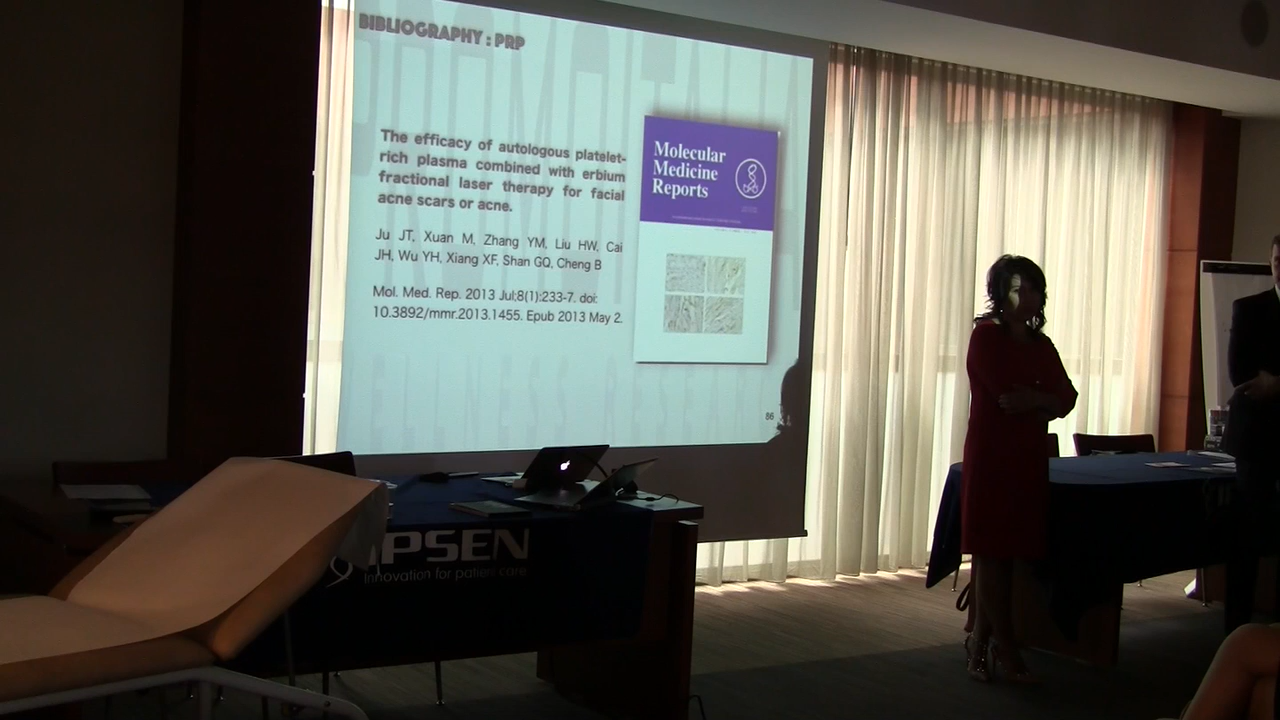 BIBLIOGRAPHY : PRP
The efficacy of autologous platelet-
rich plasma combined with erbium
fractional laser therapy for facial
acne scars or acne.
Ju JT, Xuan M, Zhang YM, Liu HW, Cai
JH, Wu YH, Xiang XF, Shan GQ, Cheng B
Mol. Med. Rep. 2013 Jul;8(1):233-7. doi:
10.3892/mmr.2013.1455. Epub 2013 May 2.
Molecular
Medicine
Reports
86
IPSEN
Innovation for patient care